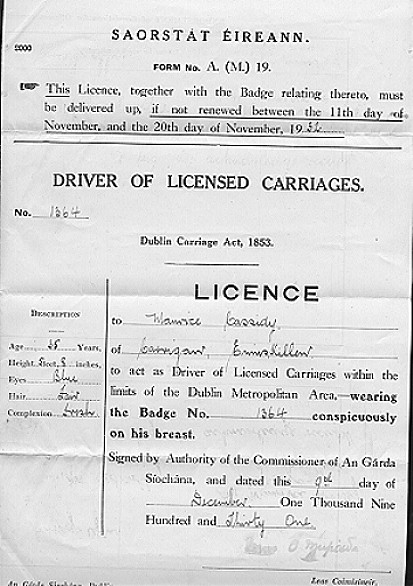 SAORSTÁT ÉIREANN.
2000
FORM No. A. (M.) 19.
☞ This Licence, together with the Badge relating thereto, must
be delivered up, if not renewed between the 11th day of
November, and the 20th day of November, 1932
DRIVER OF LICENSED CARRIAGES.
No. 1364
Dublin Carriage Act, 1853.
LICENCE
to Maurice Cassidy
of Enniskillen
to act as Driver of Licensed Carriages within the
limits of the Dublin Metropolitan Area,—wearing
the Badge No. 1364 conspicuously
on his breast.
DESCRIPTION
Age 25 Years,
Height, 5 feet, 8 inches,
Eyes Blue
Hair Fair
Complexion Fresh
Signed by Authority of the Commissioner of An Gárda
Síochána, and dated this 9th day of
December One Thousand Nine
Hundred and Thirty One.
An Gárda Síochána,
Leas Coimisinéir.